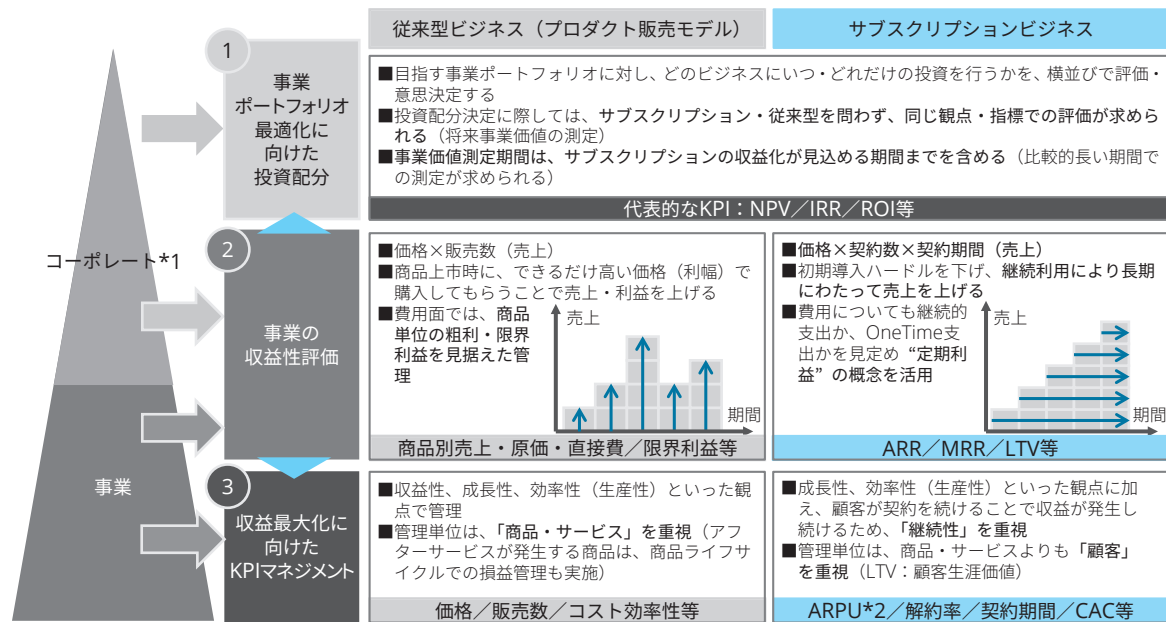 従来型ビジネス（プロダクト販売モデル）
サブスクリプションビジネス
コーポレート*1
事業
1
事業
ポートフォリオ
最適化に
向けた
投資配分
■目指す事業ポートフォリオに対し、どのビジネスにいつ・どれだけの投資を行うかを、横並びで評価・
意思決定する
■投資配分決定に際しては、サブスクリプション・従来型を問わず、同じ観点・指標での評価が求めら
れる（将来事業価値の測定）
■事業価値測定期間は、サブスクリプションの収益化が見込める期間までを含める（比較的長い期間で
の測定が求められる）
代表的なKPI：NPV／IRR／ROI等
2
事業の
収益性評価
■価格×販売数（売上）
■商品上市時に、できるだけ高い価格（利幅）で
購入してもらうことで売上・利益を上げる
■費用面では、商品
単位の粗利・限界
利益を見据えた管
理
売上
期間
商品別売上・原価・直接費／限界利益等
■価格×契約数×契約期間（売上）
■初期導入ハードルを下げ、継続利用により長期
にわたって売上を上げる
■費用についても継続的
支出か、OneTime支
出かを見定め“定期利
益”の概念を活用
売上
期間
ARR／MRR／LTV等
3
収益最大化に
向けた
KPIマネジメント
■収益性、成長性、効率性（生産性）といった観
点で管理
■管理単位は、「商品・サービス」を重視（アフ
ターサービスが発生する商品は、商品ライフサ
イクルでの損益管理も実施）
価格／販売数／コスト効率性等
■成長性、効率性（生産性）といった観点に加
え、顧客が契約を続けることで収益が発生し
続けるため、「継続性」を重視
■管理単位は、商品・サービスよりも「顧客」
を重視（LTV：顧客生涯価値）
ARPU*2／解約率／契約期間／CAC等